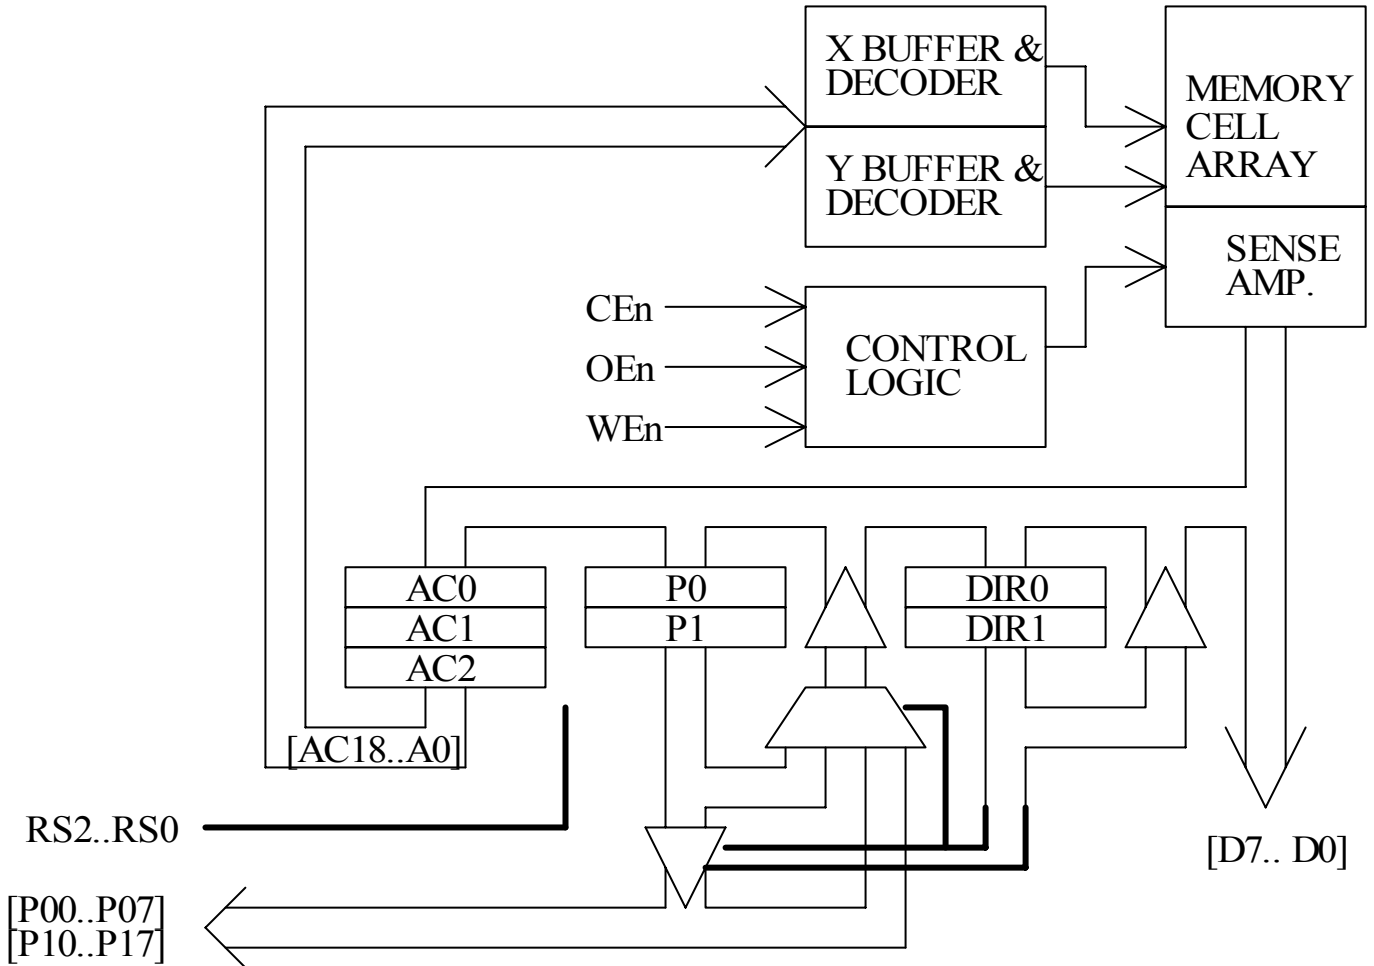 X BUFFER &
DECODER
Y BUFFER &
DECODER
MEMORY
CELL
ARRAY
SENSE
AMP.
CEn
OEn
WEn
CONTROL
LOGIC
AC0
AC1
AC2
P0
P1
DIR0
DIR1
[AC18..A0]
RS2..RS0
[D7.. D0]
[P00..P07]
[P10..P17]